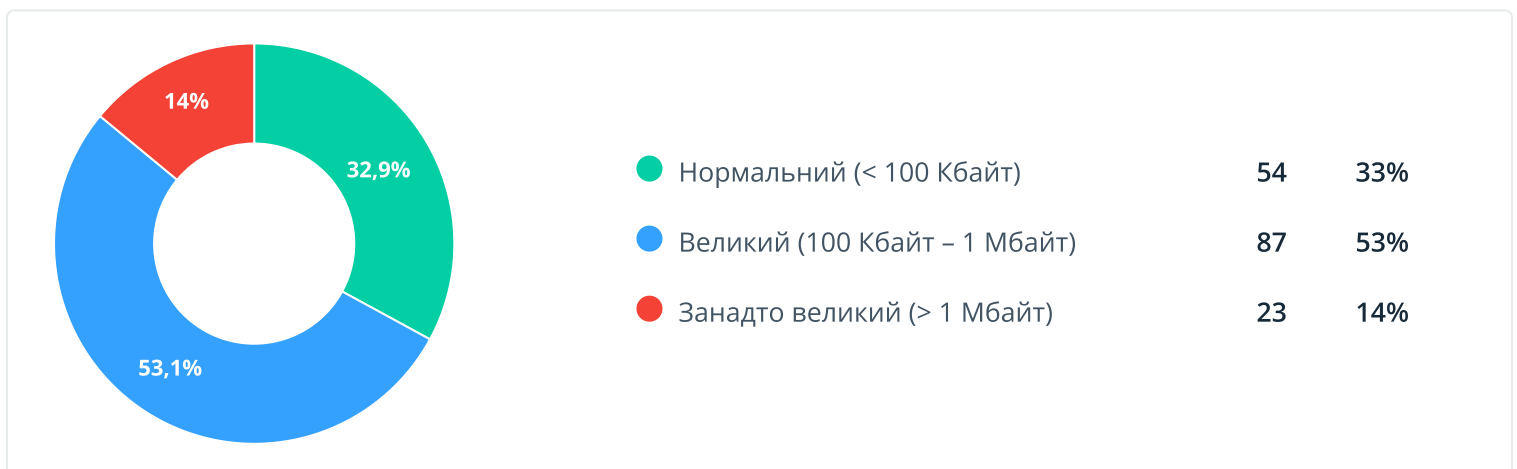 14%
32,9%
53,1%
Нормальний (< 100 Кбайт) 54 33%
Великий (100 Кбайт – 1 Мбайт) 87 53%
Занадто великий (> 1 Мбайт) 23 14%